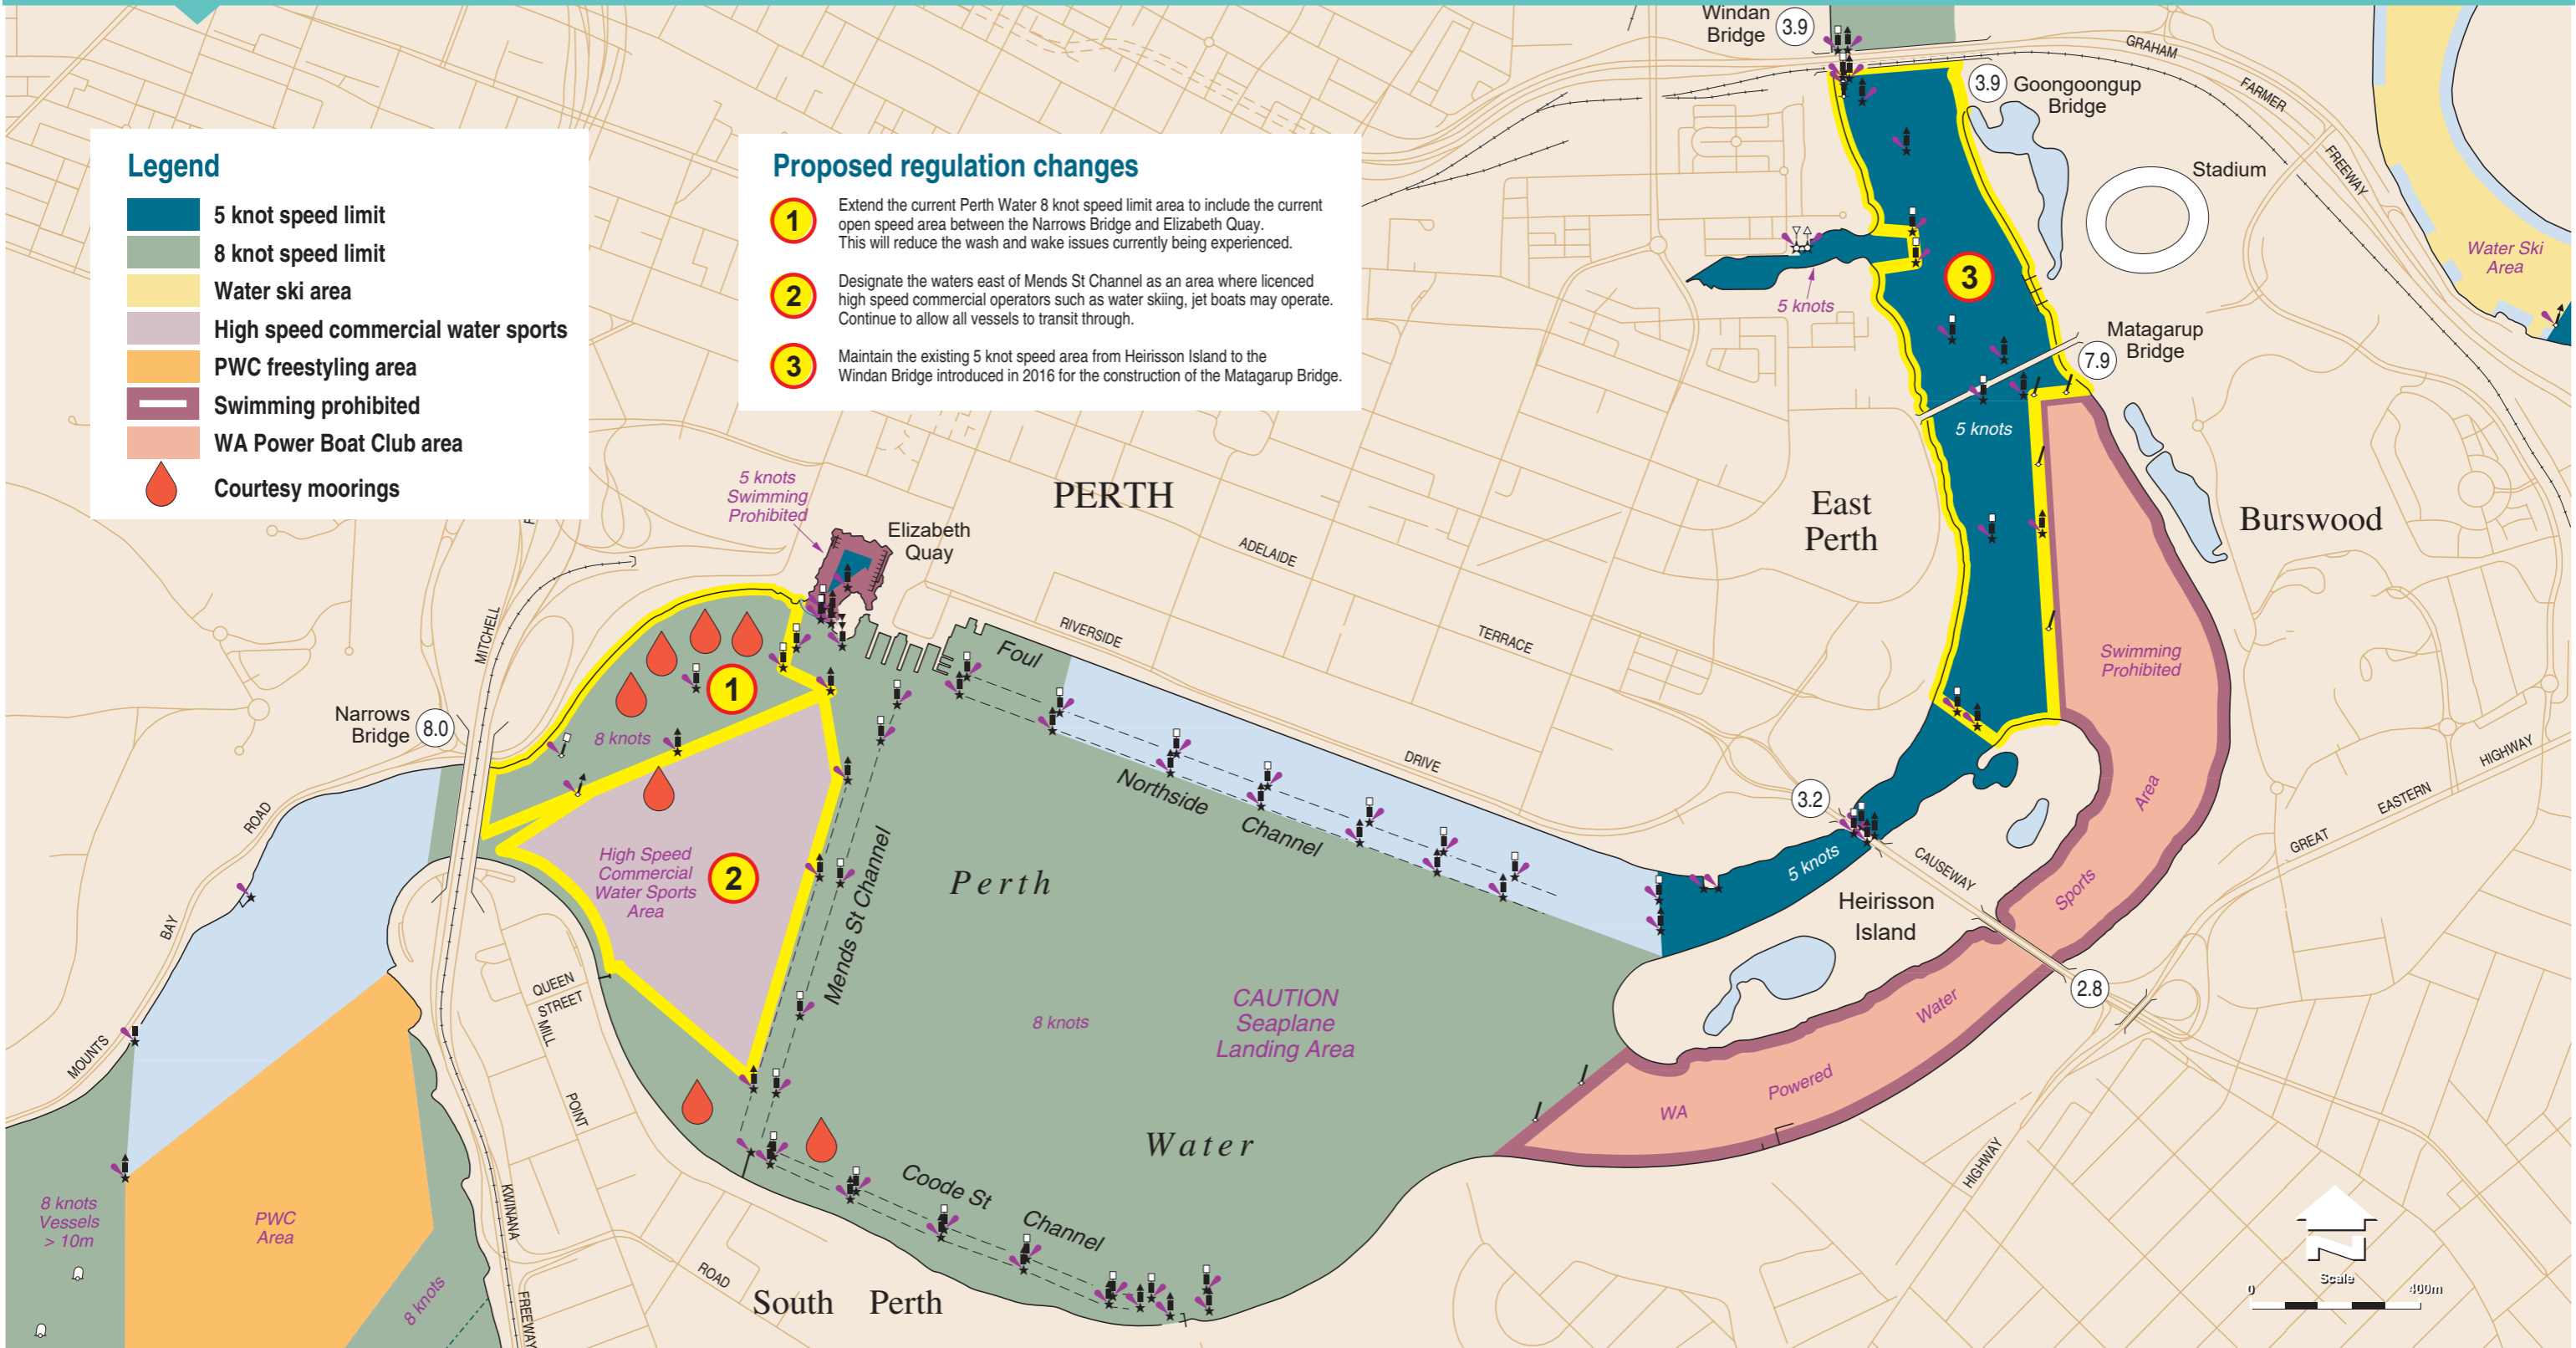 Legend
5 knot speed limit
8 knot speed limit
Water ski area
High speed commercial water sports
PWC freestyling area
Swimming prohibited
WA Power Boat Club area
Courtesy moorings
Proposed regulation changes
1
Extend the current Perth Water 8 knot speed limit area to include the current
open speed area between the Narrows Bridge and Elizabeth Quay.
This will reduce the wash and wake issues currently being experienced.
2
Designate the waters east of Mends St Channel as an area where licenced
high speed commercial operators such as water skiing, jet boats may operate.
Continue to allow all vessels to transit through.
3
Maintain the existing 5 knot speed area from Heirisson Island to the
Windan Bridge introduced in 2016 for the construction of the Matagarup Bridge.
Windan
Bridge
3.9
3.9
Goongoongup
Bridge
GRAHAM
FARMER
FREEWAY
Stadium
Water Ski
Area
3
5 knots
Matagarup
Bridge
7.9
5 knots
5 knots
Swimming
Prohibited
Elizabeth
Quay
PERTH
East
Perth
Burswood
ADELAIDE
TERRACE
RIVERSIDE
DRIVE
MITCHELL
Foul
Swimming
Prohibited
1
8 knots
Narrows
Bridge
8.0
Northside
Channel
3.2
5 knots
CAUSEWAY
Heirisson
Island
Area
Sports
Water
Powered
WA
2.8
GREAT
EASTERN
HIGHWAY
High Speed
Commercial
Water Sports
Area
2
Mends St Channel
Perth
Water
8 knots
CAUTION
Seaplane
Landing Area
MOUNTS
BAY
ROAD
QUEEN
STREET
MILL
POINT
ROAD
8 knots
Vessels
> 10m
PWC
Area
8 knots
KWINANA
FREEWAY
Coode St
Channel
South Perth
HIGHWAY
N
Scale
0
400m